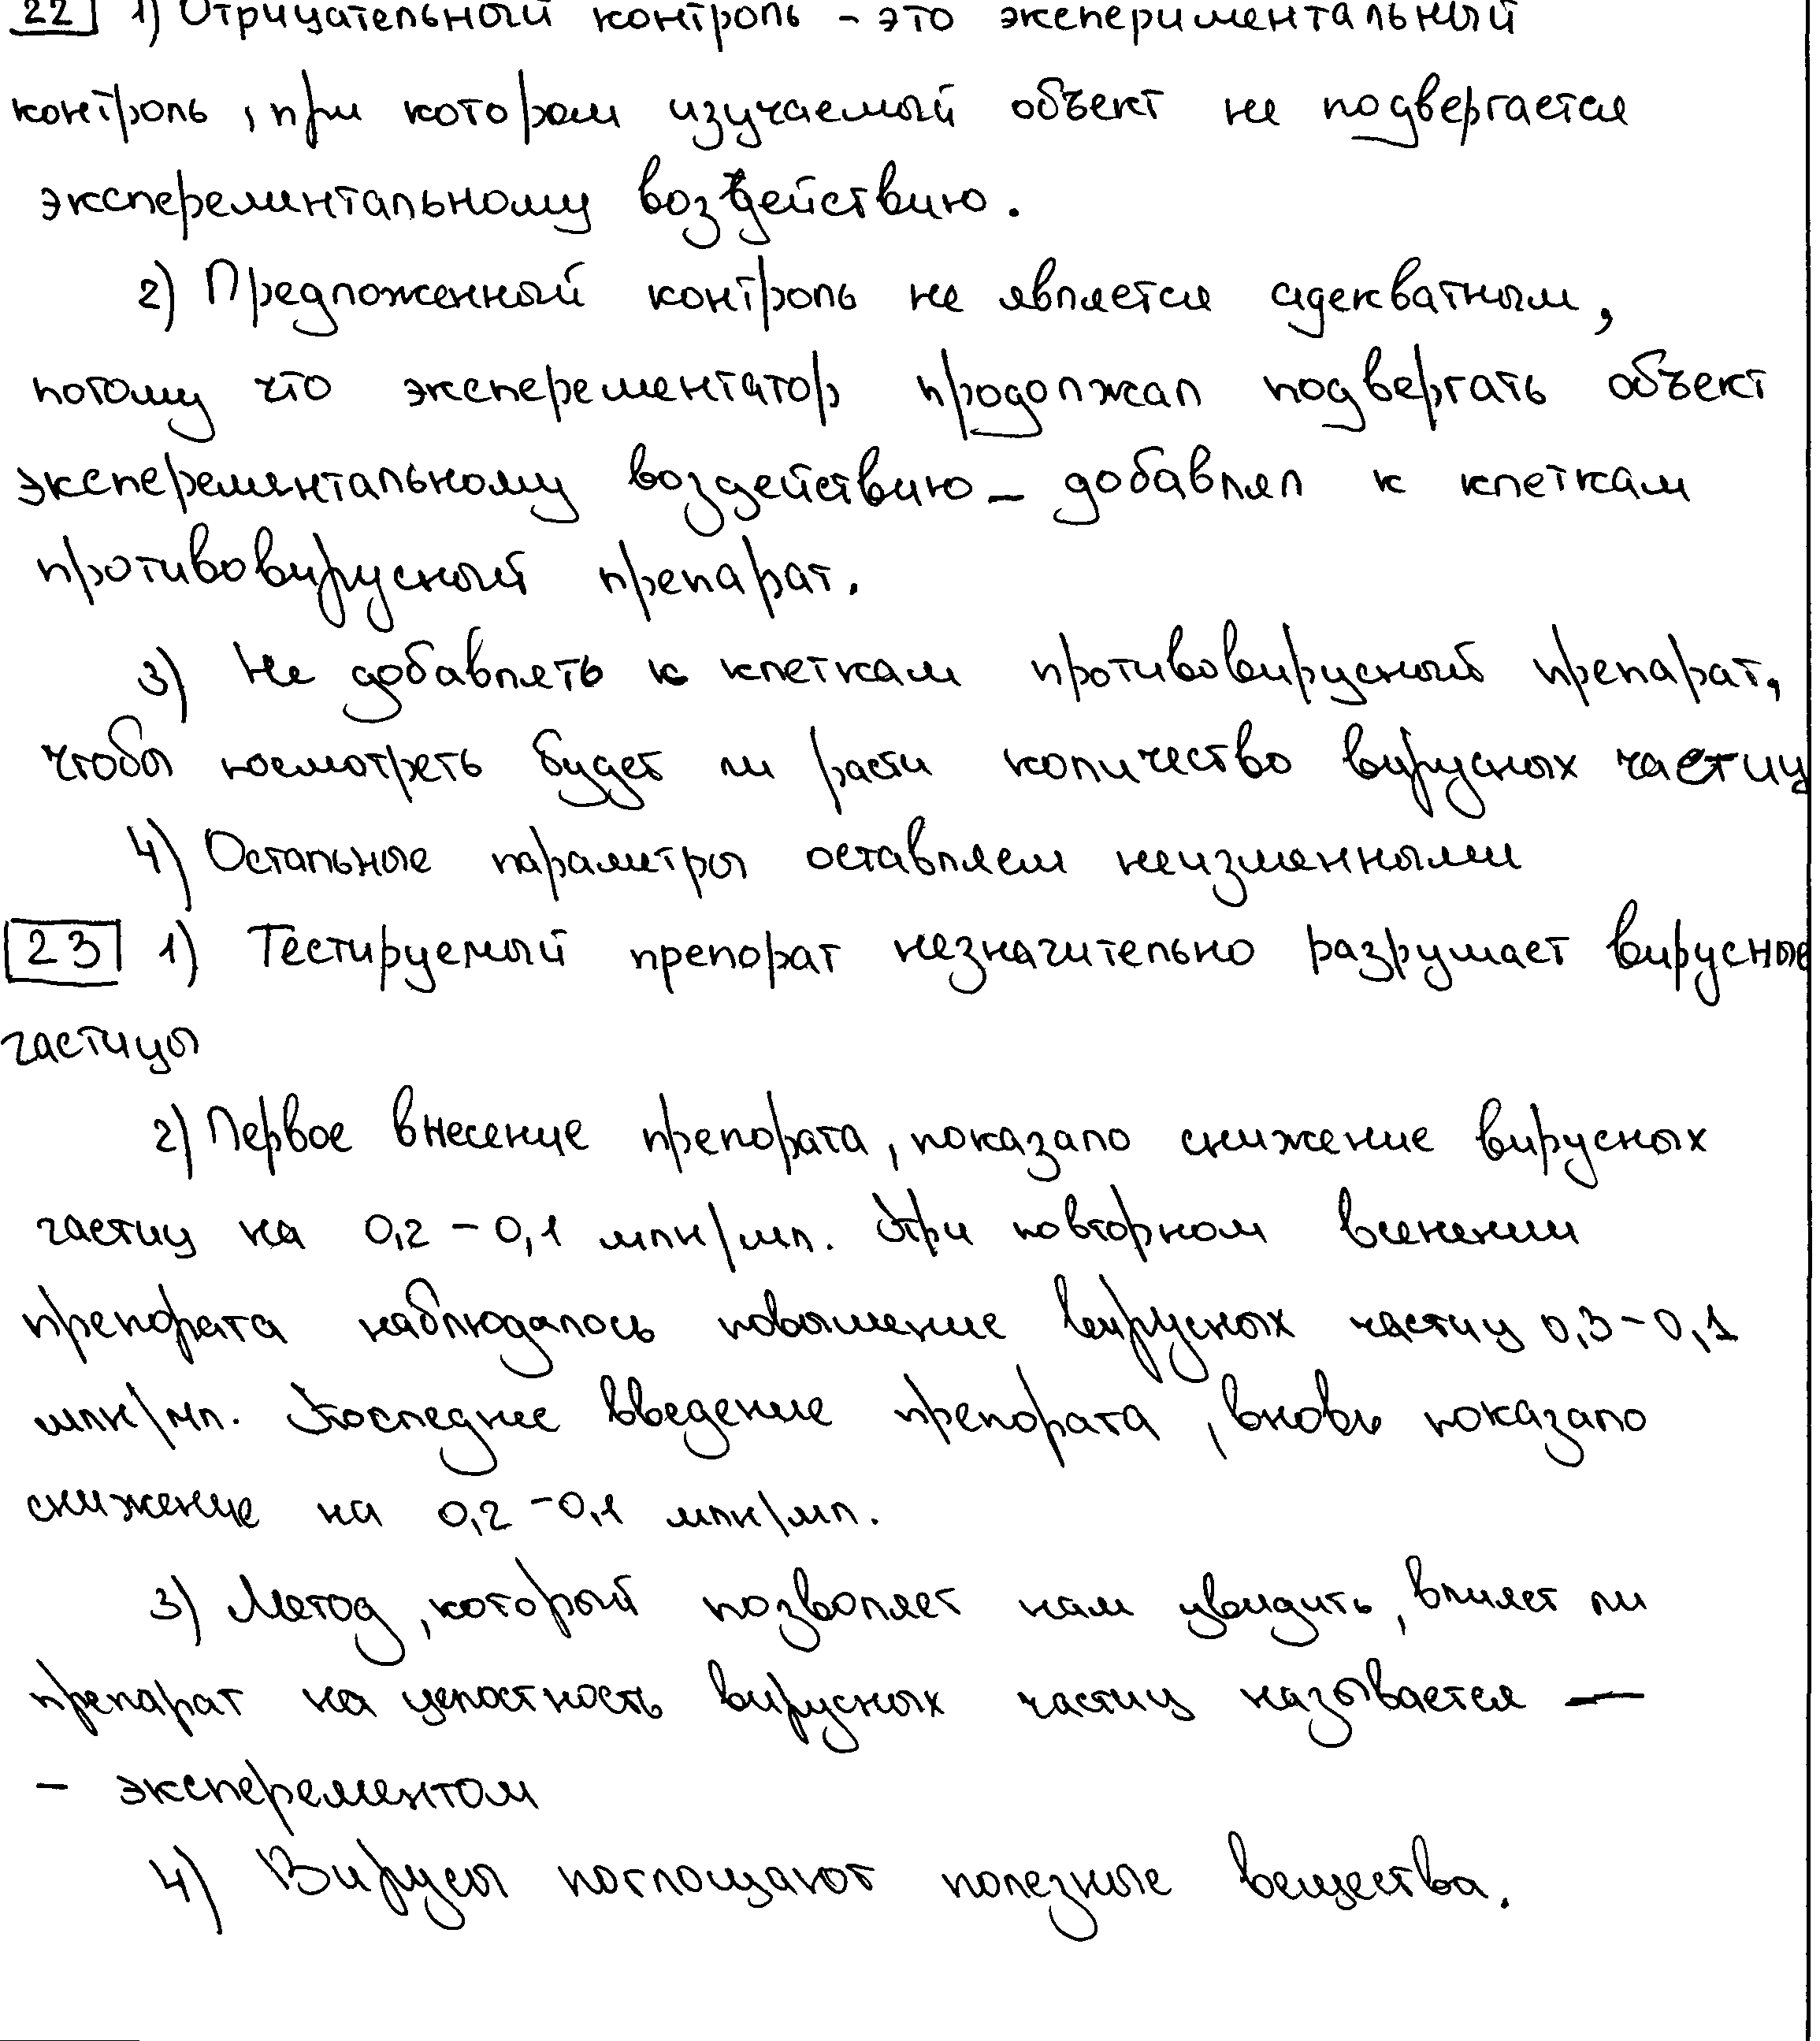 22 1) Отрицательный контроль - это экспериментальный
контроль, при котором изучаемый объект не подвергается
эксперементальному воздействию.
2) Предложенный контроль не является адекватным,
потому что эксперементатор продолжал подвергать объект
эксперементальному воздействию – добавлял к клеткам
противовирусный препарат.
3) Не добавлять к клеткам противовирусный препарат,
чтобы посмотреть будет ли расти количество вирусных частиц
4) Остальные параметры оставляем неизменными
23 1) Тестируемый препорат незначительно разрушает вирусные
частицы
2) Первое внесение препората, показало снижение вирусных
частиц на 0,2 - 0,1 млн/мл. При повторном внесении
препората наблюдалось повышение вирусных частиц 0,3 - 0,1
млн/мл. Последнее введение препората, вновь показало
снижение на 0,2 - 0,1 млн/мл.
3) Метод, который позволяет нам увидить, влияет ли
препарат на целостность вирусных частиц называется —
- эксперементом
4) Вирусы поглощают полезные вещества.